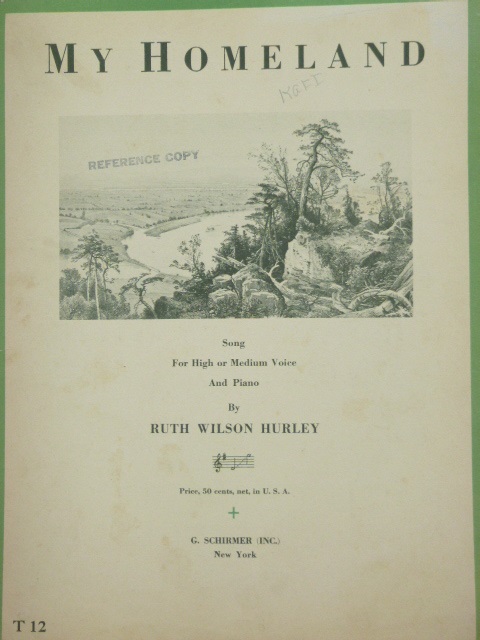 MY HOMELAND
REFERENCE COPY
Song
For High or Medium Voice
And Piano
By
RUTH WILSON HURLEY
Price, 50 cents, net, in U. S. A.
G. SCHIRMER (INC.)
New York
T 12